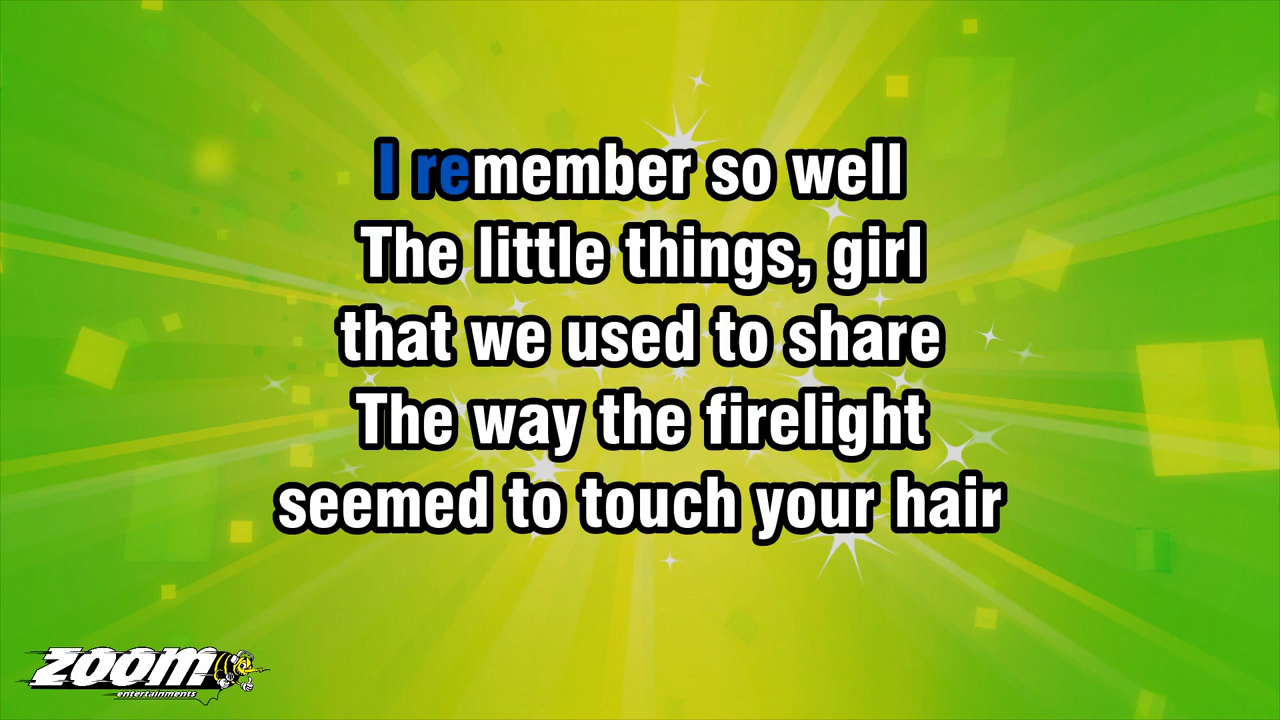 I remember so well
The little things, girl
that we used to share
The way the firelight
seemed to touch your hair
ZOOM
entertainments